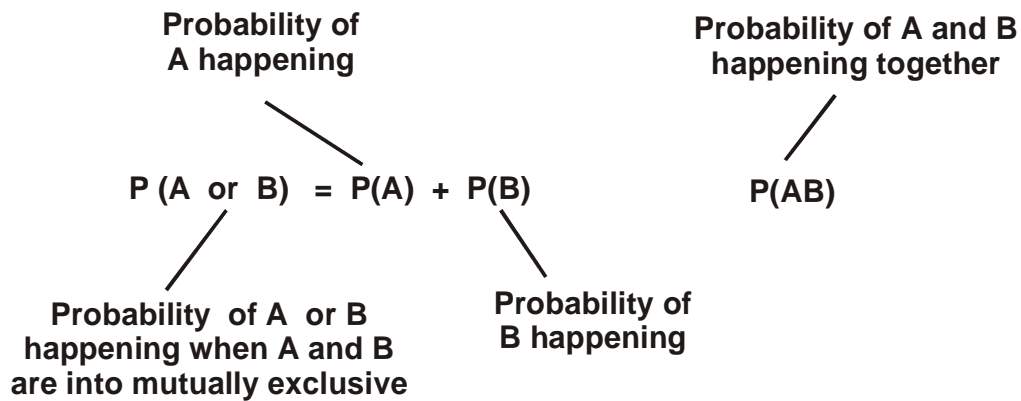 Probability of
A happening
Probability of A and B
happening together
P (A or B) = P(A) + P(B)
P(AB)
Probability of A or B
happening when A and B
are into mutually exclusive
Probability of
B happening